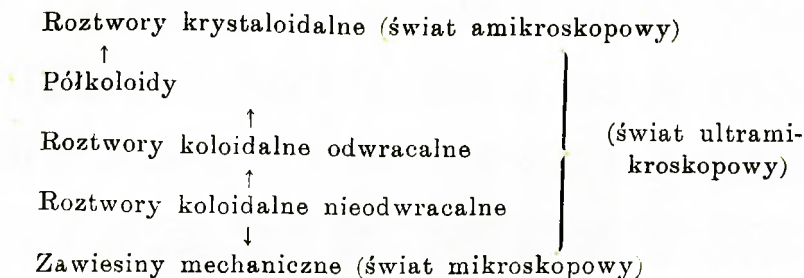 Roztwory krystaloidalne (świat amikroskopowy)
↑
Półkoloidy
↑
Roztwory koloidalne odwracalne
(świat ultrami-
kroskopowy)
↑
Roztwory koloidalne nieodwracalne
↓
Zawiesiny mechaniczne (świat mikroskopowy)